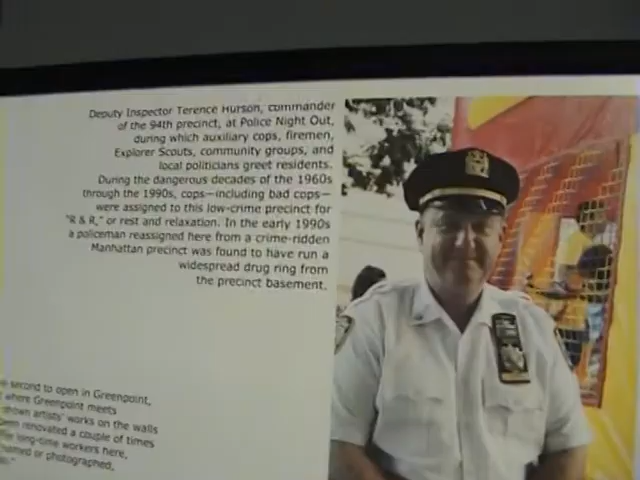 Deputy Inspector Terence Hurson, commander
of the 94th precinct, at Police Night Out,
during which auxiliary cops, firemen,
Explorer Scouts, community groups, and
local politicians greet residents.
During the dangerous decades of the 1960s
through the 1990s, cops—including bad cops—
were assigned to this low-crime precinct for
"R & R," or rest and relaxation. In the early 1990s
a policeman reassigned here from a crime-ridden
Manhattan precinct was found to have run a
widespread drug ring from
the precinct basement.
second to open in Greenpoint,
where Greenpoint meets
shown artists' works on the walls
been renovated a couple of times
long-time workers here,
named or photographed,